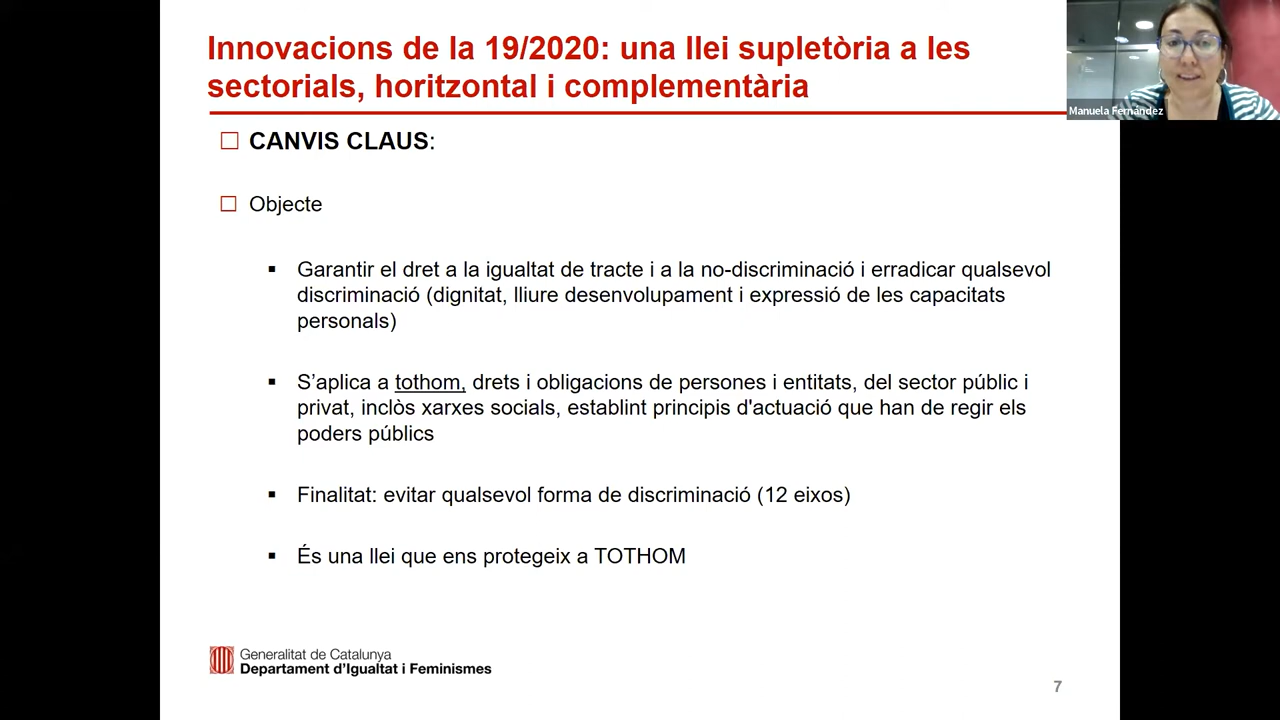 Innovacions de la 19/2020: una llei supletòria a les
sectorials, horitzontal i complementària
Manuela Fernández
CANVIS CLAUS:
Objecte
Garantir el dret a la igualtat de tracte i a la no-discriminació i erradicar qualsevol
discriminació (dignitat, lliure desenvolupament i expressió de les capacitats
personals)
S’aplica a tothom, drets i obligacions de persones i entitats, del sector públic i
privat, inclòs xarxes socials, establint principis d'actuació que han de regir els
poders públics
Finalitat: evitar qualsevol forma de discriminació (12 eixos)
És una llei que ens protegeix a TOTHOM
Generalitat de Catalunya
Departament d’Igualtat i Feminismes
7